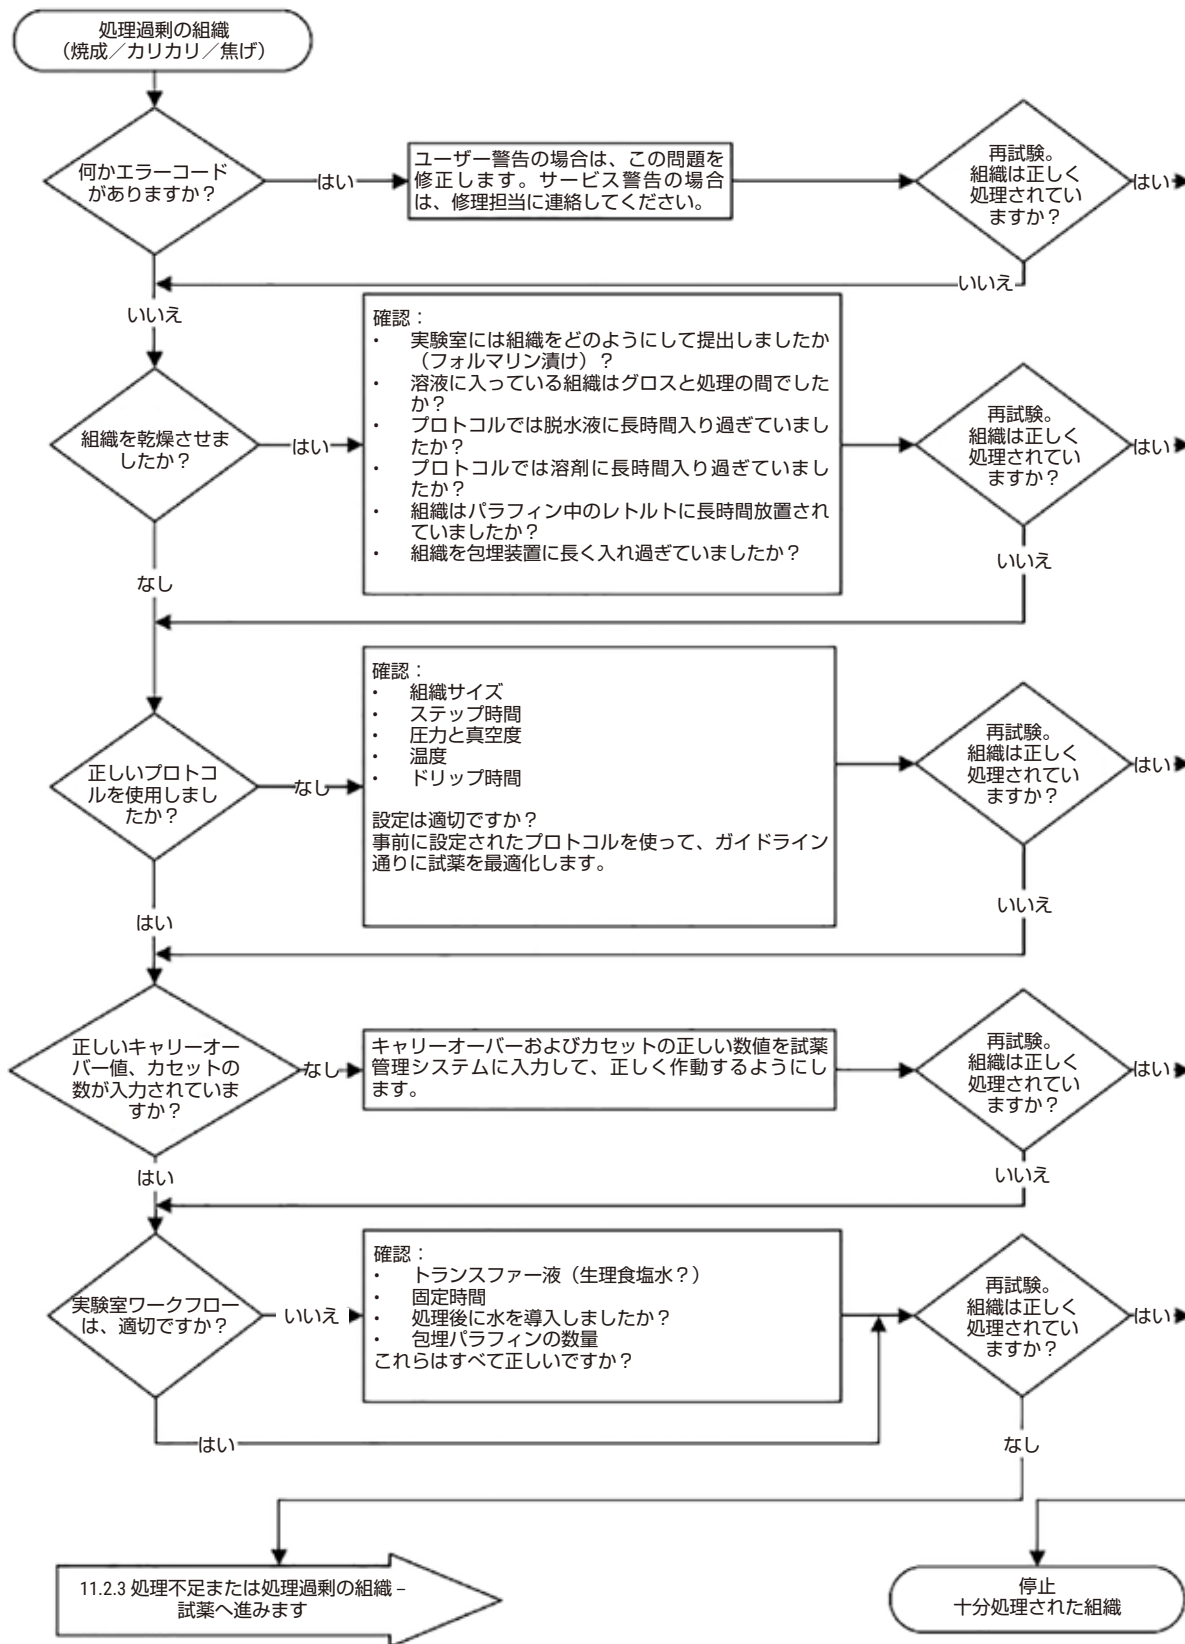 処理過剰の組織
（焼成／カリカリ／焦げ）
何かエラーコード
がありますか？
はい
ユーザー警告の場合は、この問題を
修正します。サービス警告の場合
は、修理担当に連絡してください。
再試験。
組織は正しく
処理されてい
ますか？
はい
いいえ
いいえ
組織を乾燥させま
したか？
はい
確認：
・ 実験室には組織をどのようにして提出しましたか
（フォルマリン漬け）？
・ 溶液に入っている組織はグロスと処理の間でした
か？
・ プロトコルでは脱水液に長時間入り過ぎていまし
たか？
・ プロトコルでは溶剤に長時間入り過ぎていまし
たか？
・ 組織はパラフィン中のレトルトに長時間放置され
ていましたか？
・ 組織を包埋装置に長く入れ過ぎていましたか？
再試験。
組織は正しく
処理されてい
ますか？
はい
いいえ
なし
正しいプロトコ
ルを使用しまし
たか？
なし
確認：
・ 組織サイズ
・ ステップ時間
・ 圧力と真空度
・ 温度
・ ドリップ時間
設定は適切ですか？
事前に設定されたプロトコルを使って、ガイドライン
通りに試薬を最適化します。
再試験。
組織は正しく
処理されてい
ますか？
はい
いいえ
はい
正しいキャリーオー
バー値、カセットの
数が入力されていま
すか？
なし
キャリーオーバーおよびカセットの正しい数値を試薬
管理システムに入力して、正しく作動するようにし
ます。
再試験。
組織は正しく
処理されてい
ますか？
はい
いいえ
はい
実験室ワークフロー
は、適切ですか？
いいえ
確認：
・ トランスファー液（生理食塩水？）
・ 固定時間
・ 処理後に水を導入しましたか？
・ 包埋パラフィンの数量
これらはすべて正しいですか？
再試験。
組織は正しく
処理されてい
ますか？
はい
はい
なし
11.2.3 処理不足または処理過剰の組織 –
試薬へ進みます
停止
十分処理された組織